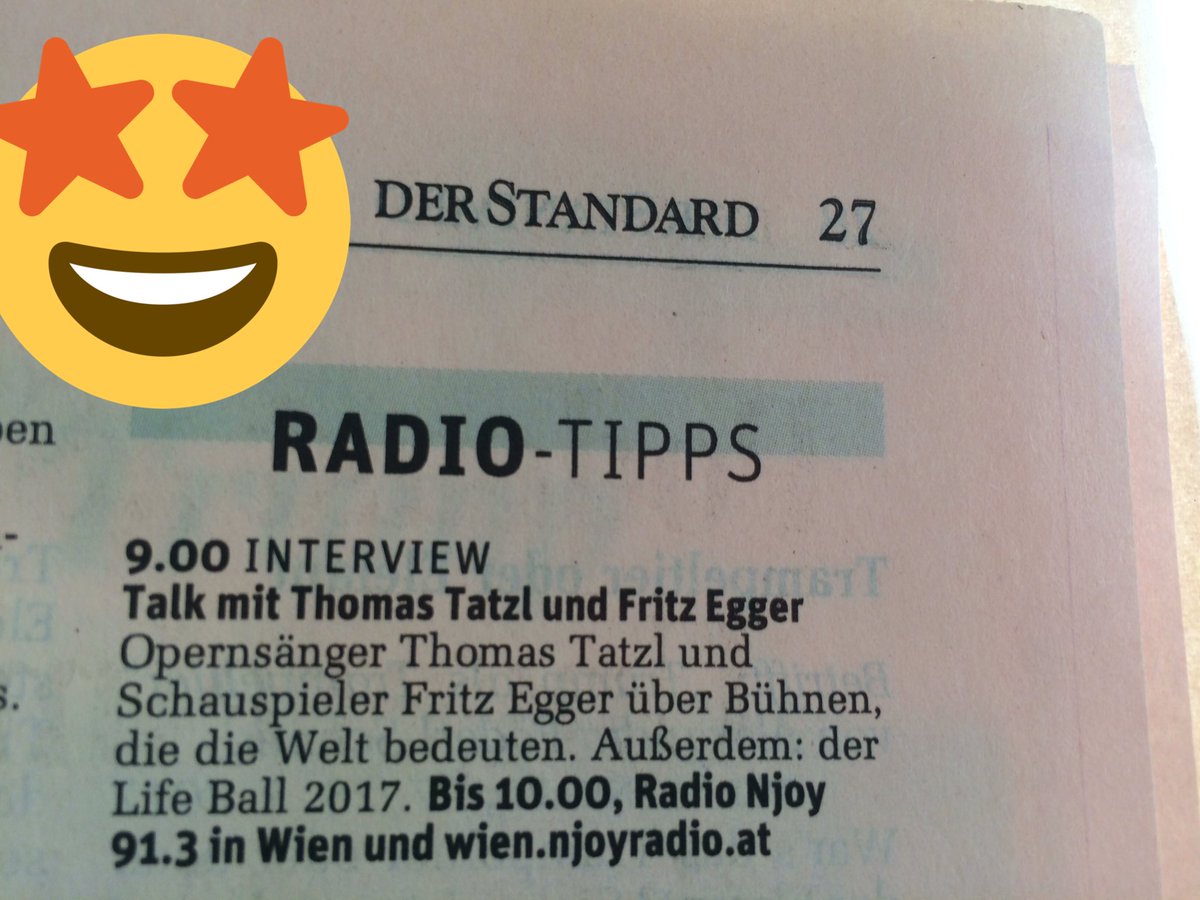 DER STANDARD 27
RADIO-TIPPS
9.00 INTERVIEW
Talk mit Thomas Tatzl und Fritz Egger
Opernsänger Thomas Tatzl und
Schauspieler Fritz Egger über Bühnen,
die die Welt bedeuten. Außerdem: der
Life Ball 2017. Bis 10.00, Radio Njoy
91.3 in Wien und wien.njoyradio.at